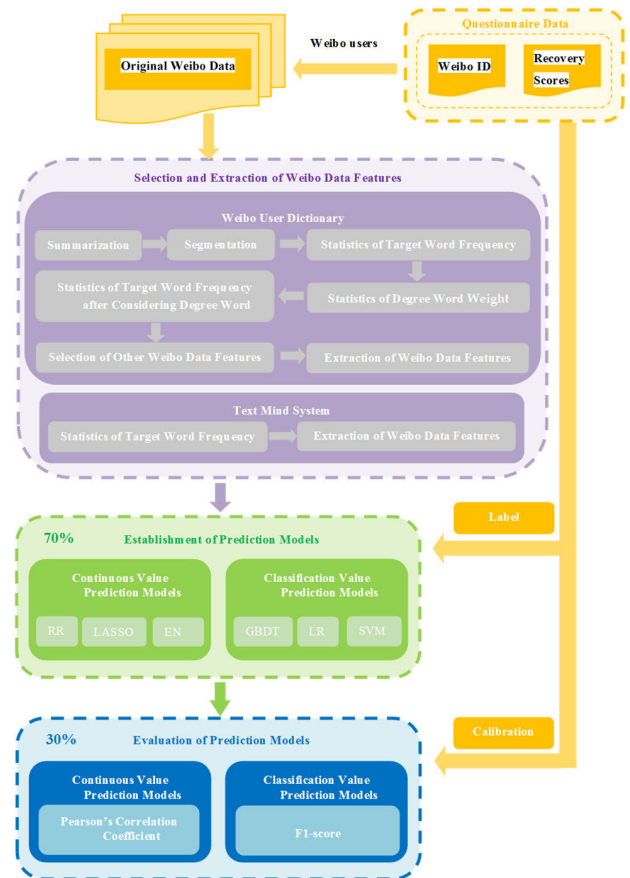 Questionnaire Data
Weibo ID
Recovery
Scores
Weibo users
Original Weibo Data
Selection and Extraction of Weibo Data Features
Weibo User Dictionary
Summarization
Segmentation
Statistics of Target Word Frequency
Statistics of Target Word Frequency
after Considering Degree Word
Statistics of Degree Word Weight
Selection of Other Weibo Data Features
Extraction of Weibo Data Features
Text Mind System
Statistics of Target Word Frequency
Extraction of Weibo Data Features
Label
70%
Establishment of Prediction Models
Continuous Value
Prediction Models
RR
LASSO
EN
Classification Value
Prediction Models
GBDT
LR
SVM
Calibration
30%
Evaluation of Prediction Models
Continuous Value
Prediction Models
Pearson's Correlation
Coefficient
Classification Value
Prediction Models
F1-score